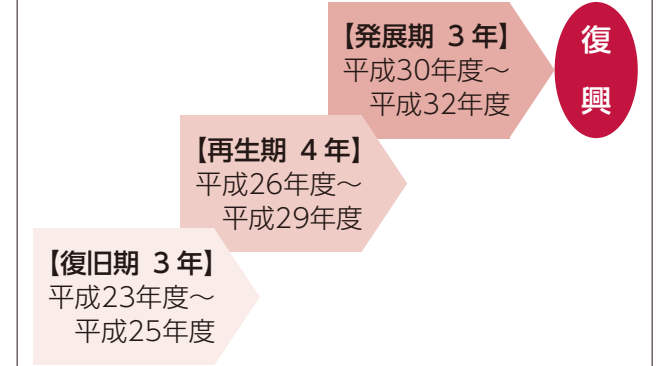 【発展期 3年】
平成30年度～
平成32年度
復
興
【再生期 4年】
平成26年度～
平成29年度
【復旧期 3年】
平成23年度～
平成25年度